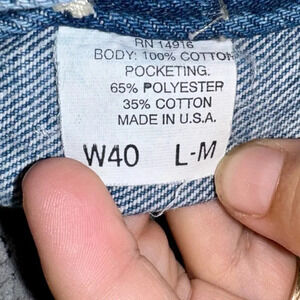 RN 14916
BODY: 100% COTTON
POCKETING.
65% POLYESTER
35% COTTON
MADE IN U.S.A.
W40 L-M